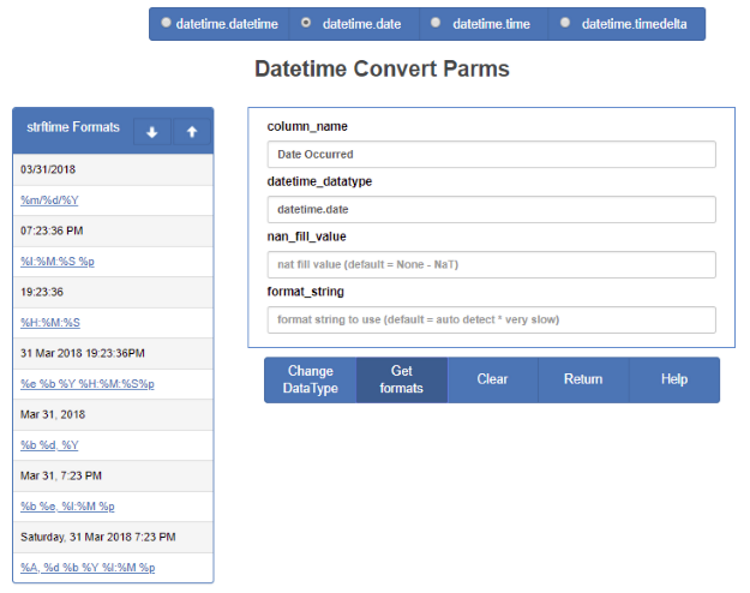 datetime.datetime datetime.date datetime.time datetime.timedelta
Datetime Convert Parms
strftime Formats
03/31/2018
%m/%d/%Y
07:23:36 PM
%I:%M:%S %p
19:23:36
%H:%M:%S
31 Mar 2018 19:23:36PM
%e %b %Y %H:%M:%S%p
Mar 31, 2018
%b %d, %Y
Mar 31, 7:23 PM
%b %e, %I:%M %p
Saturday, 31 Mar 2018 7:23 PM
%A, %d %b %Y %I:%M %p
column_name
Date Occurred
datetime_datatype
datetime.date
nan_fill_value
nat fill value (default = None - NaT)
format_string
format string to use (default = auto detect * very slow)
Change
DataType
Get
formats
Clear
Return
Help